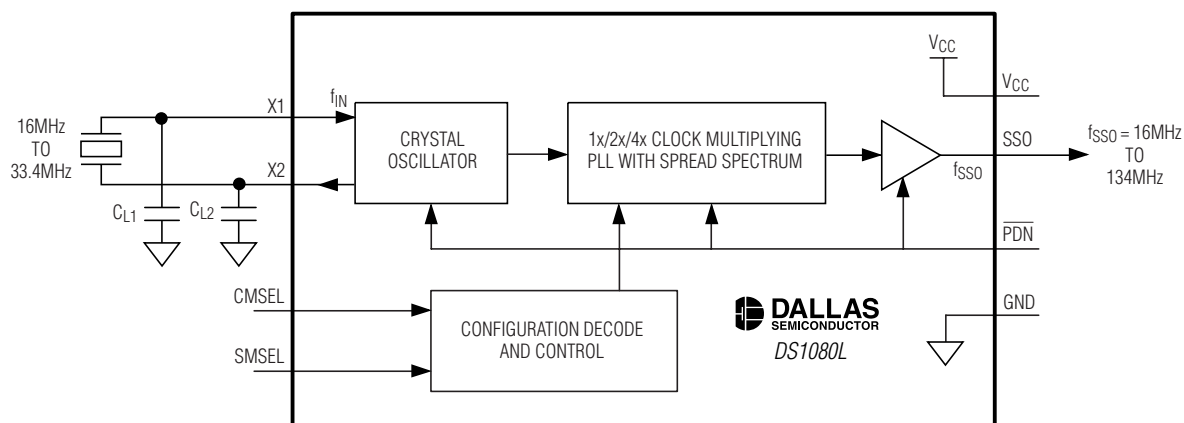 V_CC
V_CC
X1
f_IN
16MHz
TO
33.4MHz
CRYSTAL
OSCILLATOR
1x/2x/4x CLOCK MULTIPLYING
PLL WITH SPREAD SPECTRUM
SSO
f_SSO
f_SSO = 16MHz
TO
134MHz
X2
C_L1
C_L2
PDN
CMSEL
SMSEL
CONFIGURATION DECODE
AND CONTROL
DALLAS
SEMICONDUCTOR
DS1080L
GND